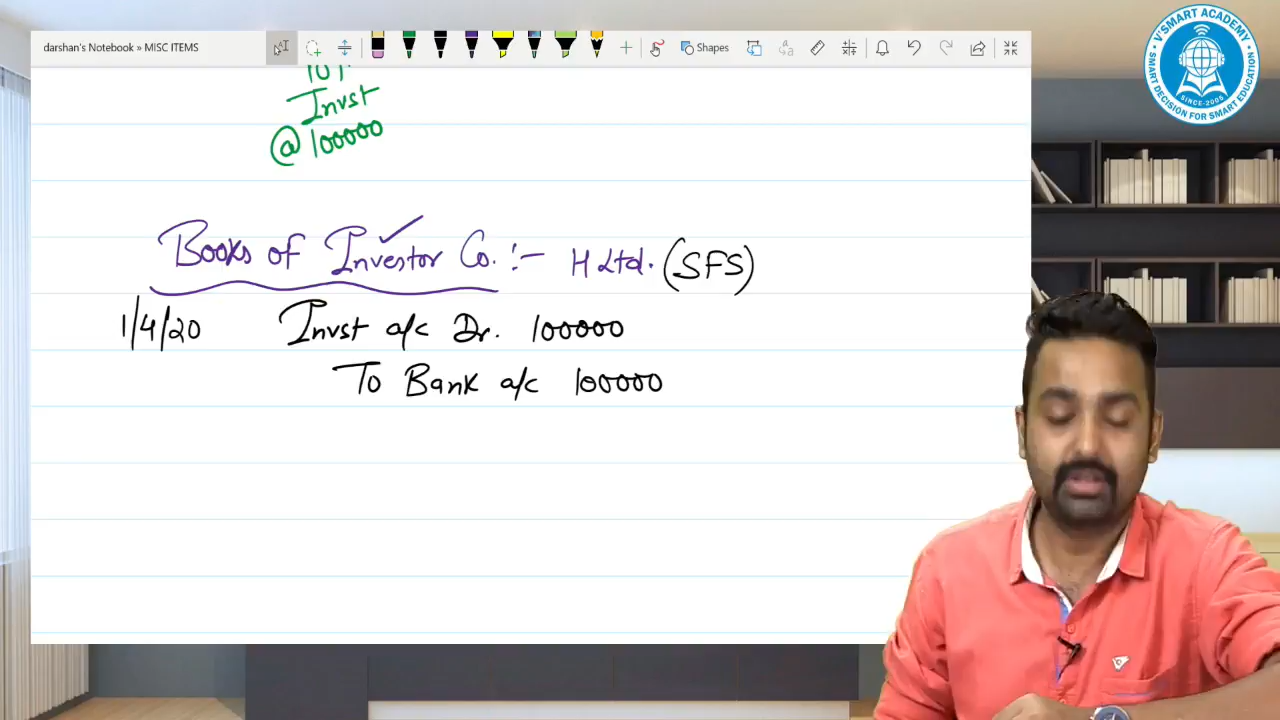 darshan's Notebook » MISC ITEMS
Shapes
V'SMART ACADEMY
SINCE-2005
SMART DECISION FOR SMART EDUCATION
Invst
@ 100000
Books of Investor Co. :- H Ltd. (SFS)
1/4/20 Invst a/c Dr. 100000
To Bank a/c 100000